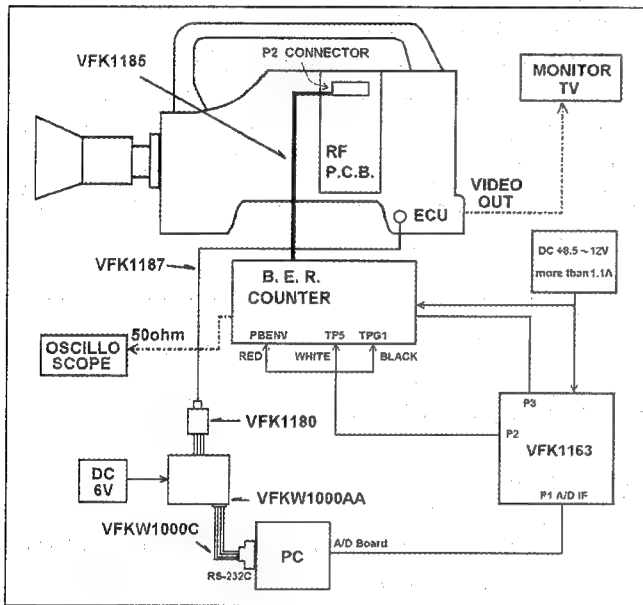 VFK1185
P2 CONNECTOR
MONITOR
TV
RF
P.C.B.
VIDEO
OUT
ECU
VFK1187
B. E. R.
COUNTER
DC +8.5 ~ 12V
more than 1.1A
50ohm
OSCILLO
SCOPE
PBENV TP5 TPG1
RED WHITE BLACK
P3
P2
VFK1163
P1 A/D IF
VFK1180
DC
6V
VFKW1000AA
VFKW1000C
PC
A/D Board
RS-232C